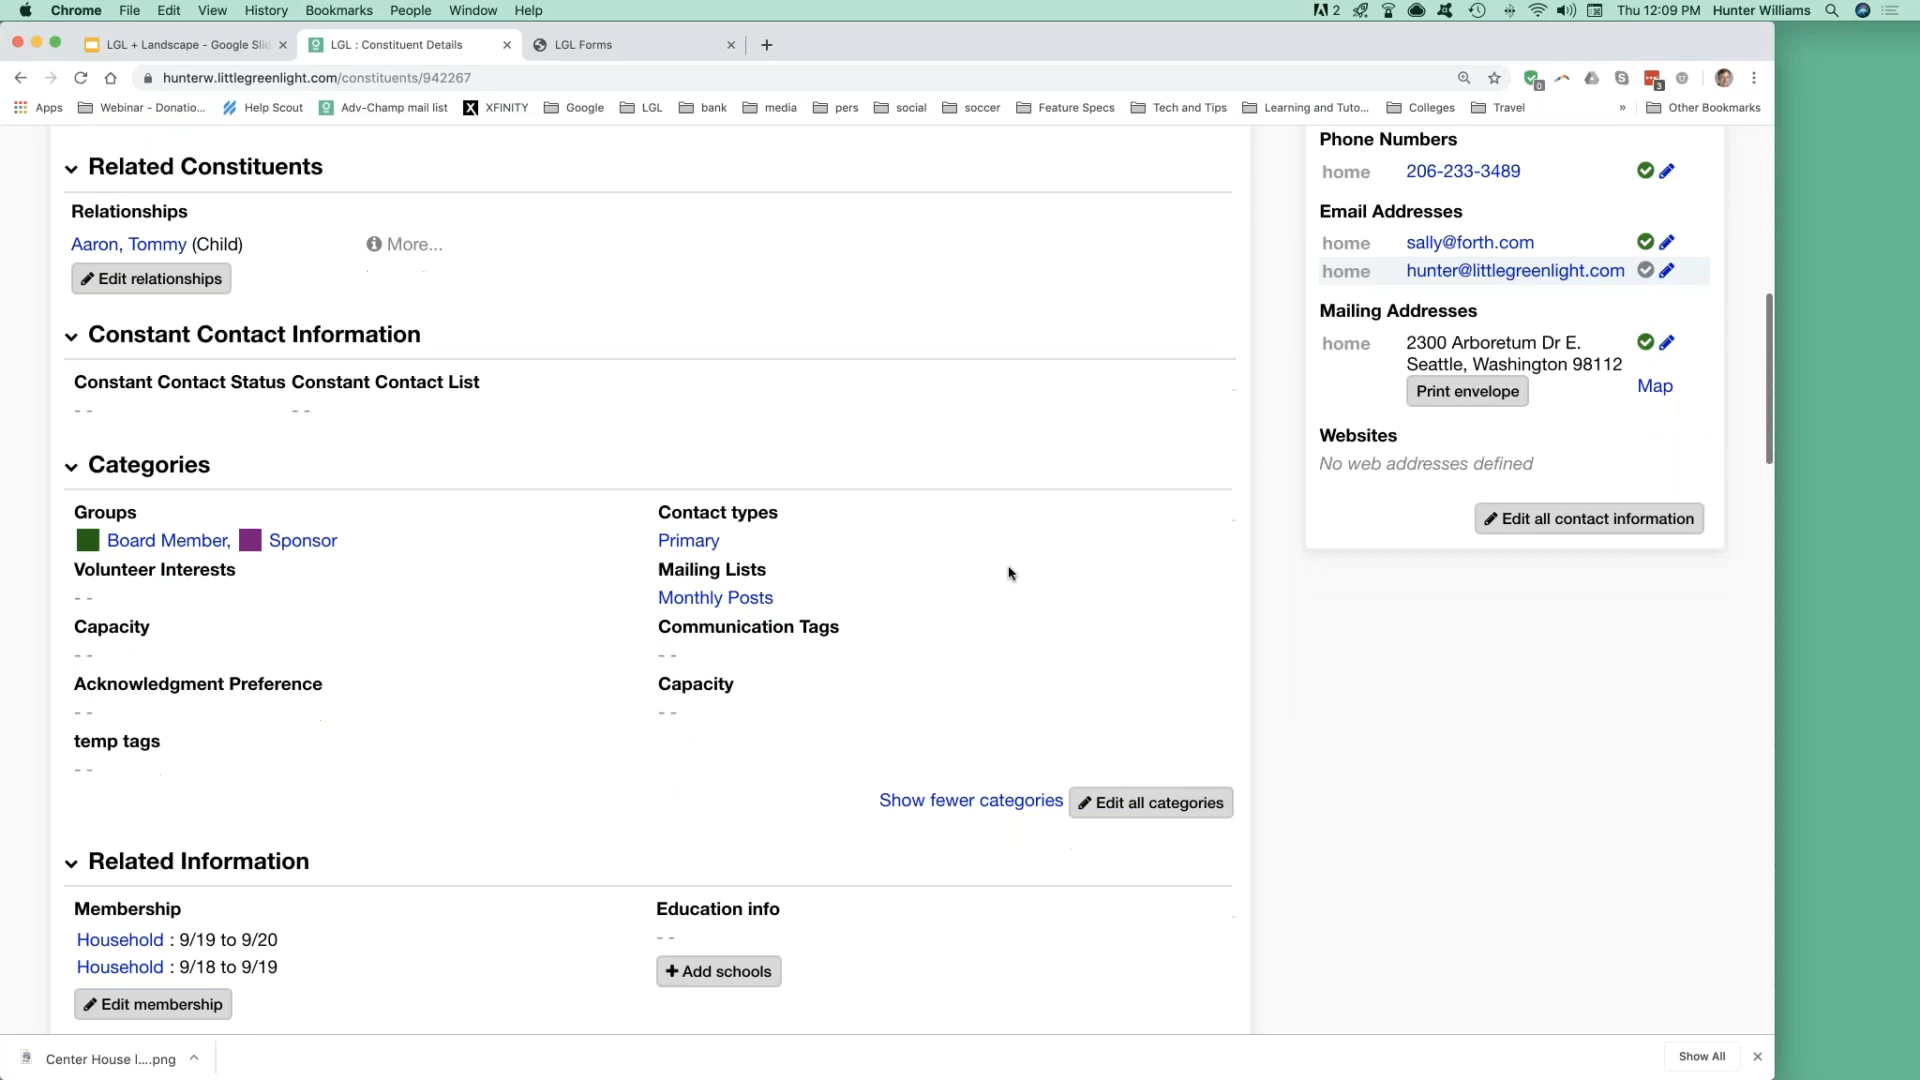 Chrome File Edit View History Bookmarks People Window Help 2 Thu 12:09 PM Hunter Williams
LGL + Landscape - Google Slid LGL : Constituent Details LGL Forms
hunterw.littlegreenlight.com/constituents/942267
Apps Webinar - Donatio... Help Scout Adv-Champ mail list XFINITY Google LGL bank media pers social soccer Feature Specs Tech and Tips Learning and Tuto... Colleges Travel » Other Bookmarks
Related Constituents
Relationships
Aaron, Tommy (Child) More...
Edit relationships
Constant Contact Information
Constant Contact Status Constant Contact List
- - - -
Categories
Groups Contact types
Board Member, Sponsor Primary
Volunteer Interests Mailing Lists
- - Monthly Posts
Capacity Communication Tags
- - - -
Acknowledgment Preference Capacity
- - - -
temp tags
- -
Show fewer categories Edit all categories
Related Information
Membership Education info
Household : 9/19 to 9/20 - -
Household : 9/18 to 9/19 Add schools
Edit membership
Phone Numbers
home 206-233-3489
Email Addresses
home sally@forth.com
home hunter@littlegreenlight.com
Mailing Addresses
home 2300 Arboretum Dr E.
Seattle, Washington 98112
Print envelope Map
Websites
No web addresses defined
Edit all contact information
Center House I....png Show All